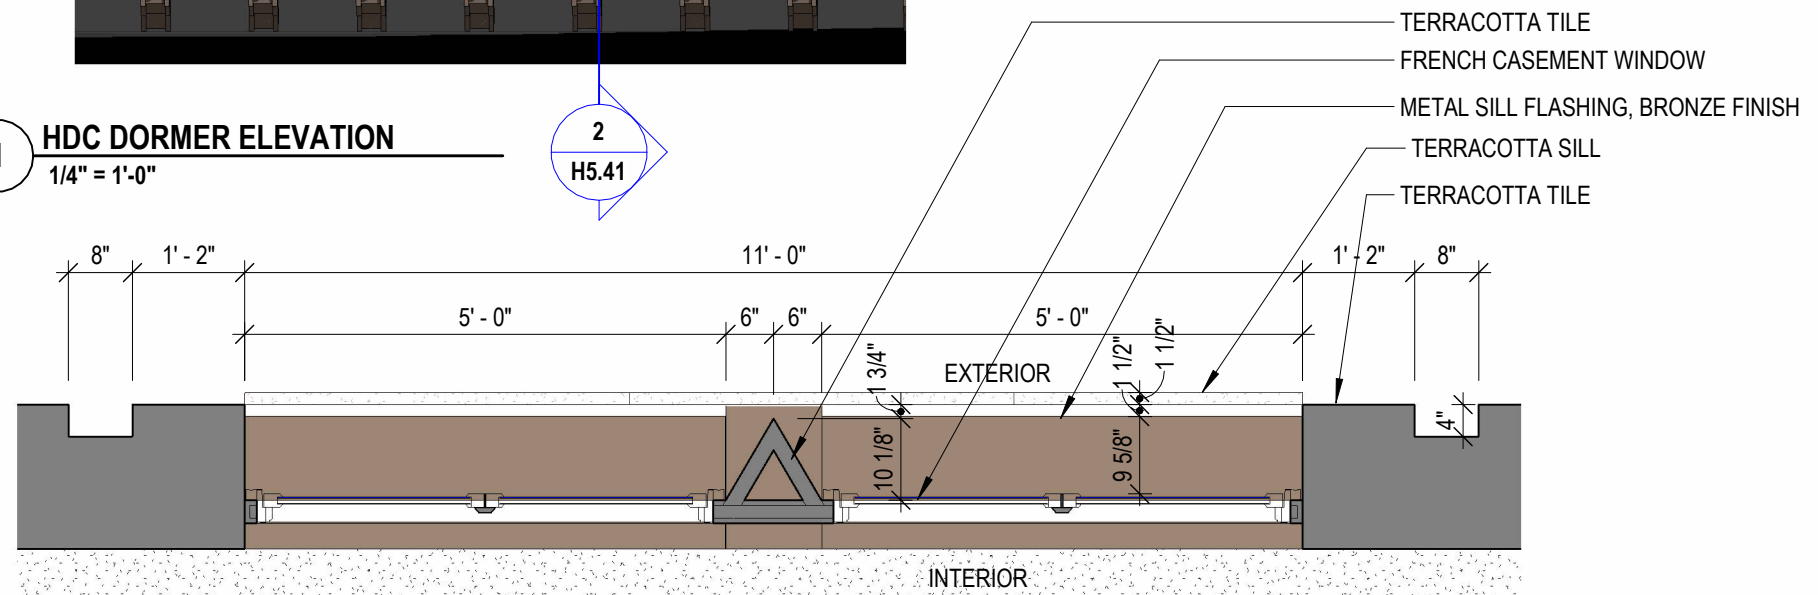 TERRACOTTA TILE
FRENCH CASEMENT WINDOW
METAL SILL FLASHING, BRONZE FINISH
TERRACOTTA SILL
TERRACOTTA TILE
HDC DORMER ELEVATION
1/4" = 1'-0"
2
H5.41
8"
1' - 2"
11' - 0"
1' - 2"
8"
5' - 0"
6"
6"
5' - 0"
EXTERIOR
1 3/4"
1 1/2"
1 1/2"
10 1/8"
9 5/8"
4"
INTERIOR